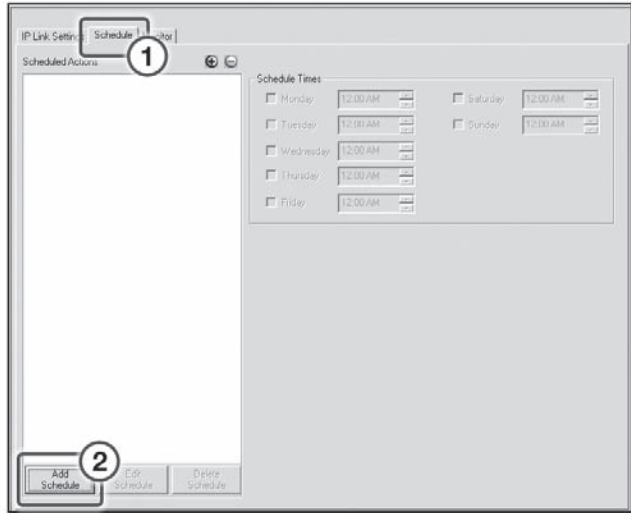 IP Link Settings Schedule Monitor
1
Scheduled Actions
Schedule Times
Monday 12:00 AM Saturday 12:00 AM
Tuesday 12:00 AM Sunday 12:00 AM
Wednesday 12:00 AM
Thursday 12:00 AM
Friday 12:00 AM
2
Add Schedule Edit Schedule Delete Schedule